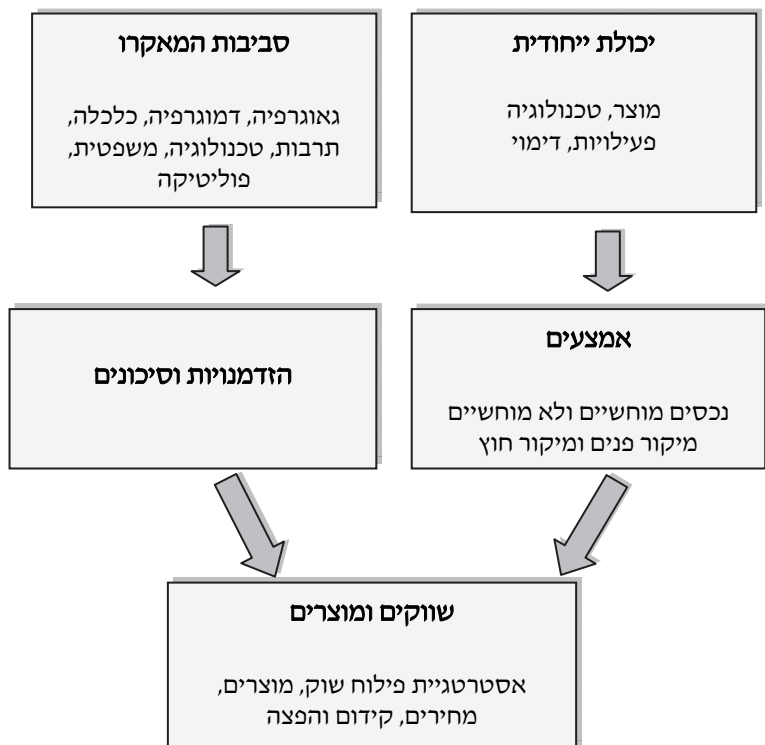 יכולת ייחודית
מוצר, טכנולוגיה
פעילויות, דימוי
סביבות המאקרו
גאוגרפיה, דמוגרפיה, כלכלה,
תרבות, טכנולוגיה, משפטית,
פוליטיקה
אמצעים
נכסים מוחשיים ולא מוחשיים
מיקור פנים ומיקור חוץ
הזדמנויות וסיכונים
שווקים ומוצרים
אסטרטגיית פילוח שוק, מוצרים,
מחירים, קידום והפצה